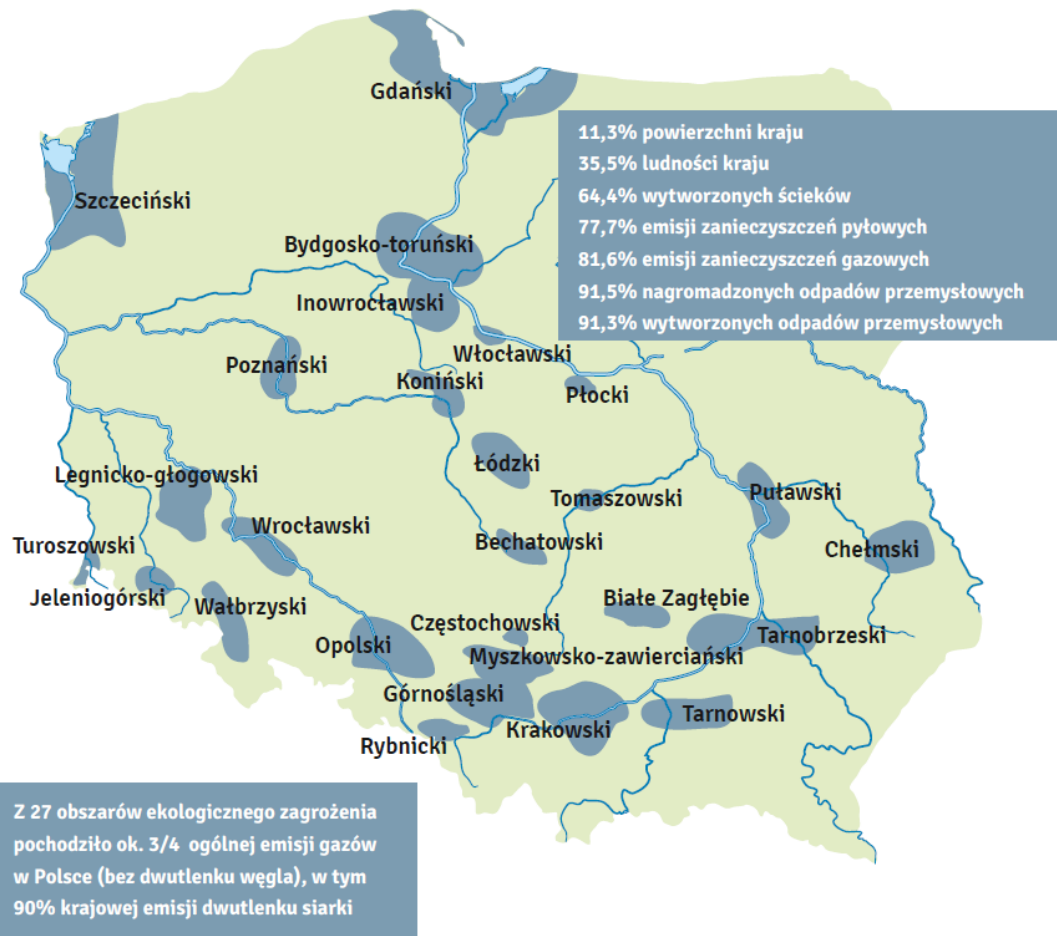 Gdański
11,3% powierzchni kraju
35,5% ludności kraju
64,4% wytworzonych ścieków
77,7% emisji zanieczyszczeń pyłowych
81,6% emisji zanieczyszczeń gazowych
91,5% nagromadzonych odpadów przemysłowych
91,3% wytworzonych odpadów przemysłowych
Szczeciński
Bydgosko-toruński
Inowrocławski
Włocławski
Poznański
Koniński
Płocki
Łódzki
Legnicko-głogowski
Tomaszowski
Puławski
Wrocławski
Bechatowski
Turoszowski
Chełmski
Jeleniogórski
Wałbrzyski
Białe Zagłębie
Częstochowski
Tarnobrzeski
Opolski
Myszkowsko-zawierciański
Górnośląski
Tarnowski
Krakowski
Rybnicki
Z 27 obszarów ekologicznego zagrożenia
pochodziło ok. 3/4 ogólnej emisji gazów
w Polsce (bez dwutlenku węgla), w tym
90% krajowej emisji dwutlenku siarki